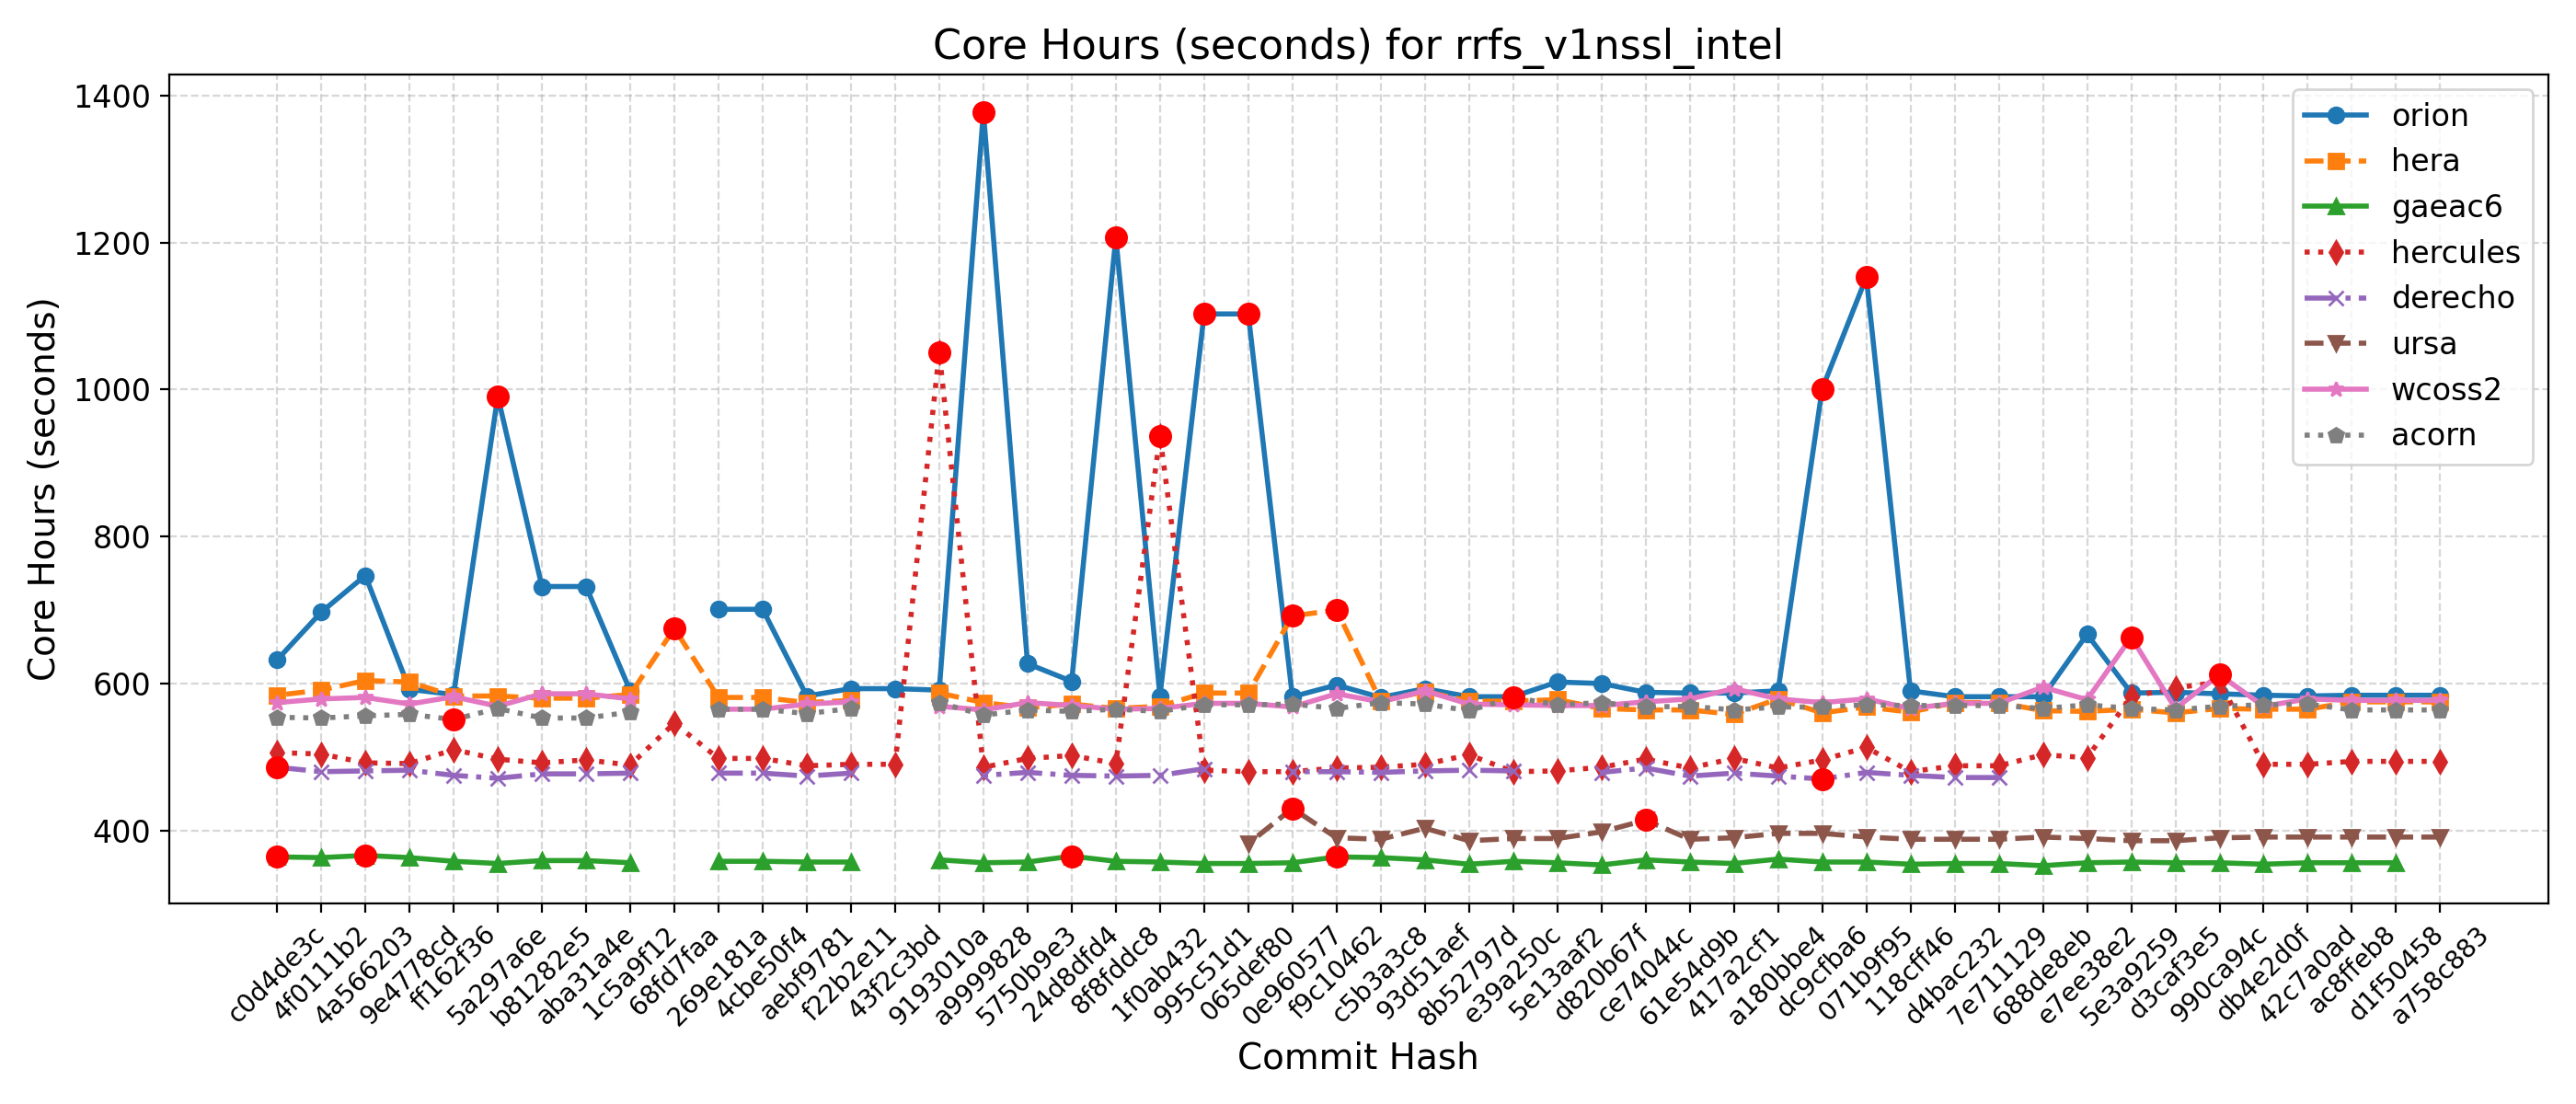 Core Hours (seconds) for rrfs_v1nssl_intel
Core Hours (seconds)
1400
1200
1000
800
600
400
orion
hera
gaeac6
hercules
derecho
ursa
wcoss2
acorn
c0d4de3c
4f0111b2
4a566203
9e4778cd
ff162f36
5a297a6e
b81282e5
aba31a4e
1c5a9f12
68fd7faa
269e181a
4cbe50f4
aebf9781
f22b2e11
43f2c3bd
9193010a
a9999828
5750b9e3
24d8dfd4
8f8fddc8
1f0ab432
995c51d1
065def80
0e960577
f9c10462
c5b3a3c8
93d51aef
8b52797d
e39a250c
5e13aaf2
d820b67f
ce74044c
61e54d9b
417a2cf1
a180bbe4
dc9cfba6
071b9f95
118cff46
d4bac232
7e711129
688de8eb
e7ee38e2
5e3a9259
d3caf3e5
990ca94c
db4e2d0f
42c7a0ad
ac8ffeb8
d1f50458
a758c883
Commit Hash